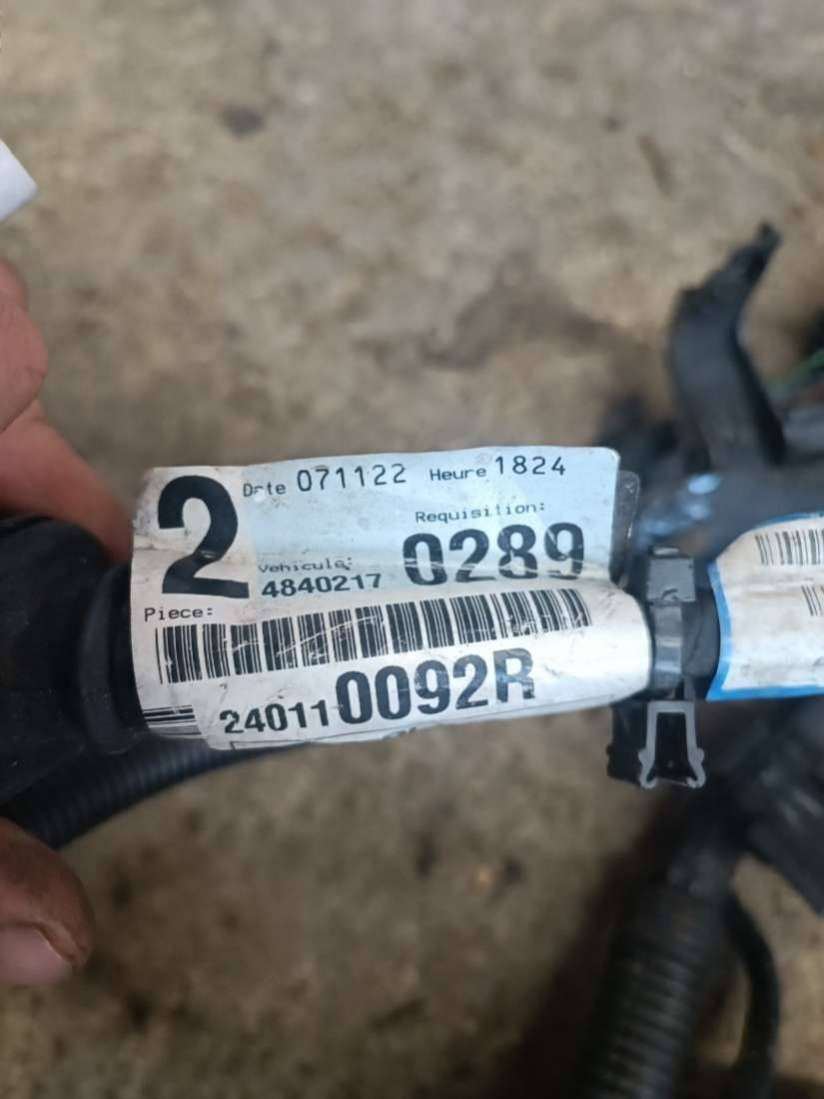 2
Date 071122 Heure 1824
Requisition:
Vehicule: 4840217 0289
Piece:
240110092R